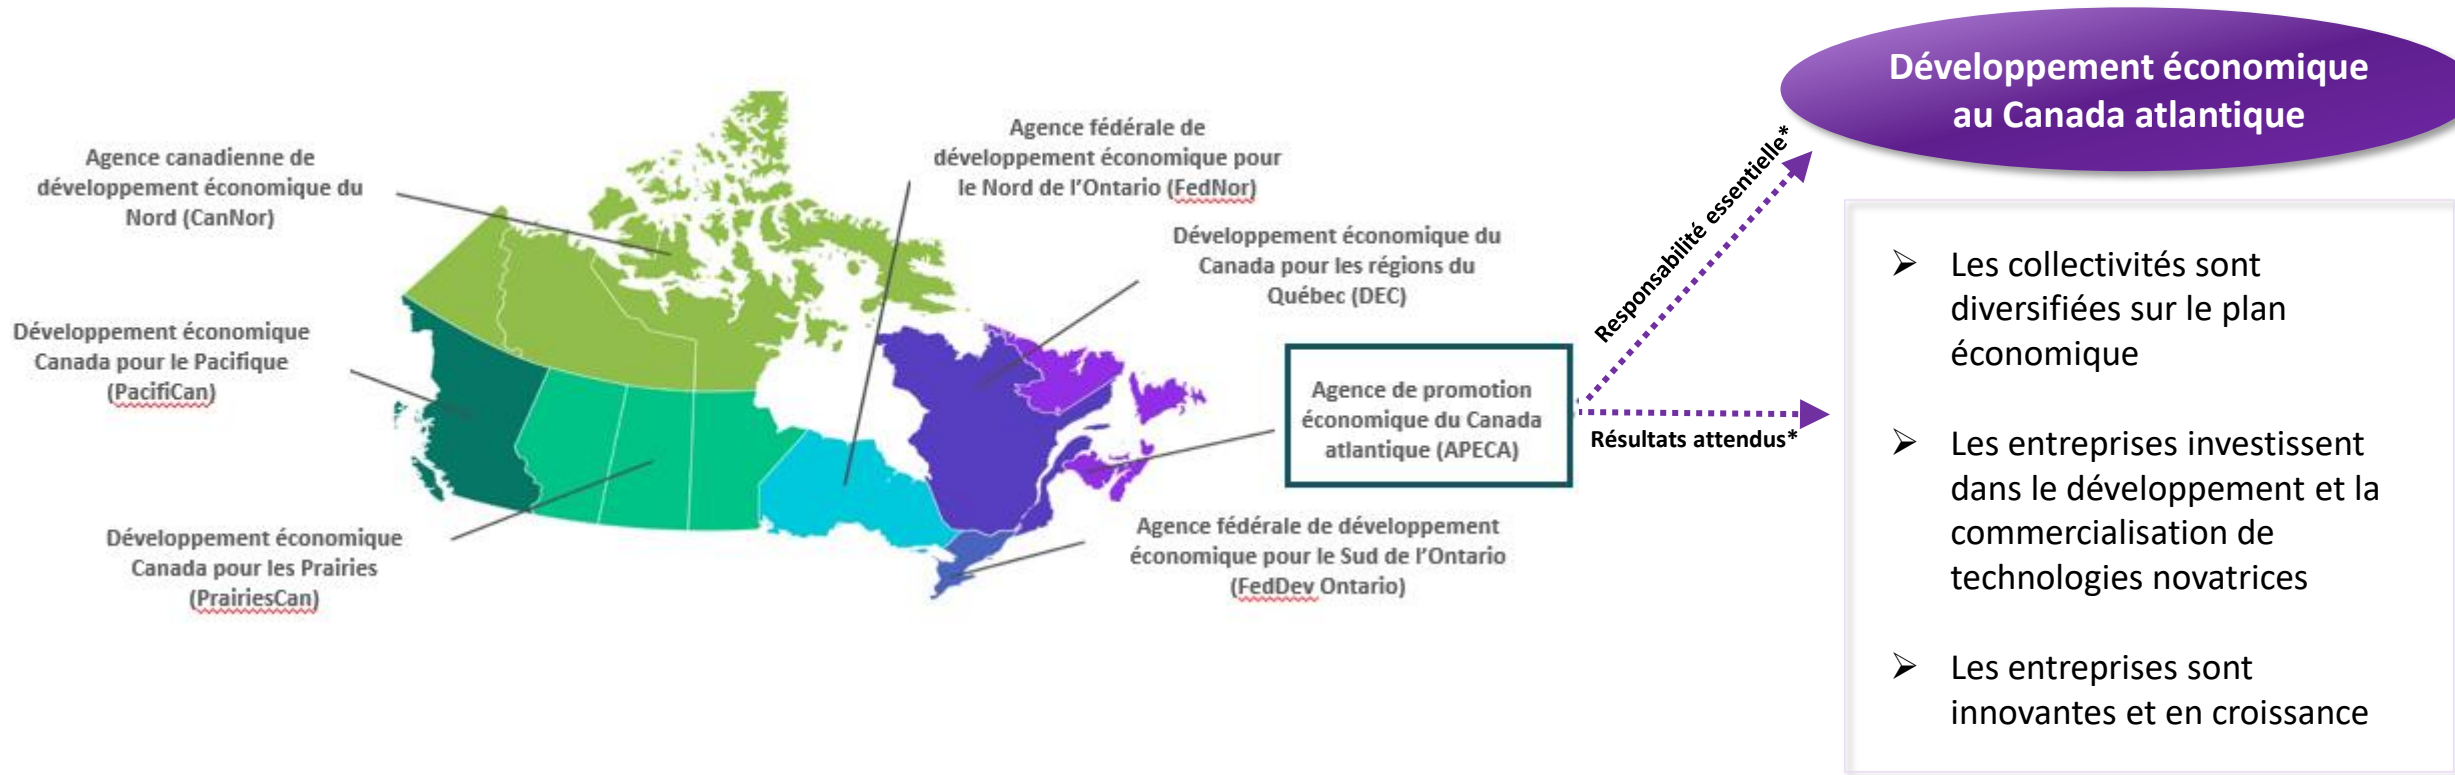 Agence canadienne de
développement économique du
Nord (CanNor)
Développement économique
Canada pour le Pacifique
(PacifiCan)
Développement économique
Canada pour les Prairies
(PrairiesCan)
Agence fédérale de
développement économique pour
le Nord de l'Ontario (FedNor)
Développement économique du
Canada pour les régions du
Québec (DEC)
Agence de promotion
économique du Canada
atlantique (APECA)
Agence fédérale de développement
économique pour le Sud de l'Ontario
(FedDev Ontario)
Responsabilité essentielle*
Résultats attendus*
Développement économique
au Canada atlantique
➢ Les collectivités sont
diversifiées sur le plan
économique
➢ Les entreprises investissent
dans le développement et la
commercialisation de
technologies novatrices
➢ Les entreprises sont
innovantes et en croissance